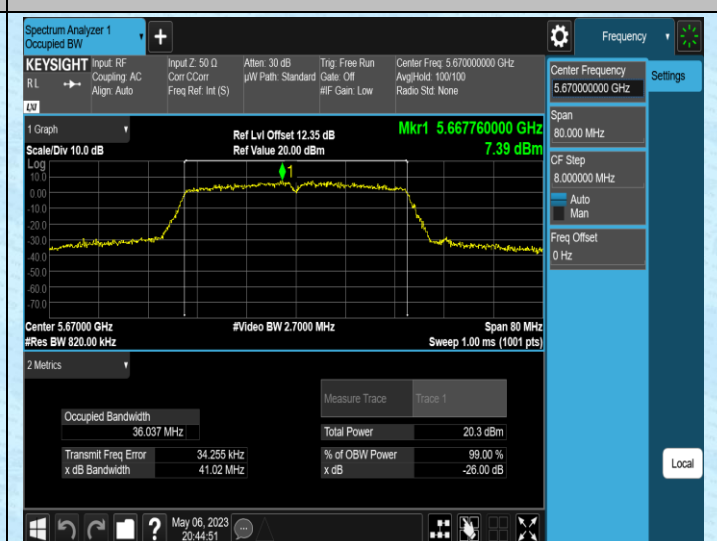 Spectrum Analyzer 1
Occupied BW
+
Frequency
KEYSIGHT
RL
LXI
Input: RF
Coupling: AC
Align: Auto
Input Z: 50 Ω
Corr CCorr
Freq Ref: Int (S)
Atten: 30 dB
µW Path: Standard
Trig: Free Run
Gate: Off
#IF Gain: Low
Center Freq: 5.670000000 GHz
Avg|Hold: 100/100
Radio Std: None
Center Frequency
5.670000000 GHz
Settings
Span
80.000 MHz
CF Step
8.000000 MHz
Auto
Man
Freq Offset
0 Hz
1 Graph
Scale/Div 10.0 dB
Ref Lvl Offset 12.35 dB
Ref Value 20.00 dBm
Mkr1 5.667760000 GHz
7.39 dBm
Log
10.0
0.00
-10.0
-20.0
-30.0
-40.0
-50.0
-60.0
-70.0
1
Center 5.67000 GHz
#Video BW 2.7000 MHz
Span 80 MHz
#Res BW 820.00 kHz
Sweep 1.00 ms (1001 pts)
2 Metrics
Measure Trace
Trace 1
Occupied Bandwidth
36.037 MHz
Total Power
20.3 dBm
Transmit Freq Error
34.255 kHz
% of OBW Power
99.00 %
x dB Bandwidth
41.02 MHz
x dB
-26.00 dB
Local
?
May 06, 2023
20:44:51